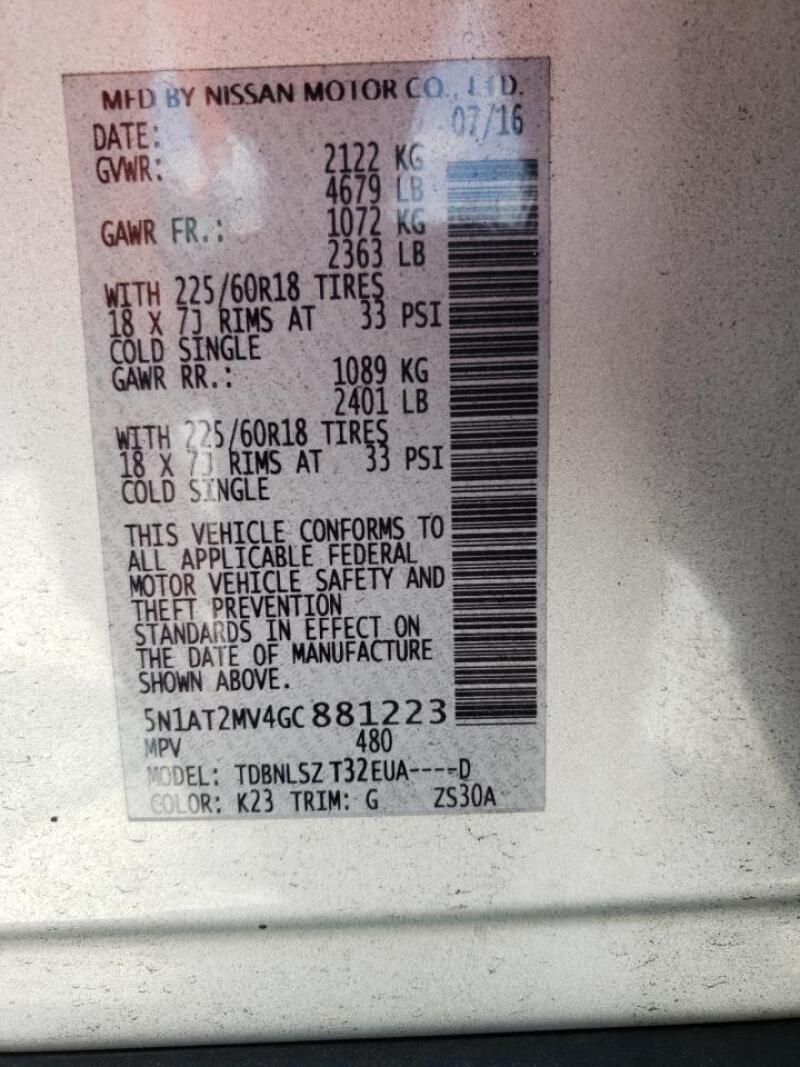 MFD BY NISSAN MOTOR CO., LTD.
DATE: 07/16
GVWR: 2122 KG
4679 LB
GAWR FR.: 1072 KG
2363 LB
WITH 225/60R18 TIRES
18 X 7J RIMS AT 33 PSI
COLD SINGLE
GAWR RR.: 1089 KG
2401 LB
WITH 225/60R18 TIRES
18 X 7J RIMS AT 33 PSI
COLD SINGLE
THIS VEHICLE CONFORMS TO
ALL APPLICABLE FEDERAL
MOTOR VEHICLE SAFETY AND
THEFT PREVENTION
STANDARDS IN EFFECT ON
THE DATE OF MANUFACTURE
SHOWN ABOVE.
5N1AT2MV4GC881223
MPV 480
MODEL: TDBNLSZ T32EUA----D
COLOR: K23 TRIM: G ZS30A